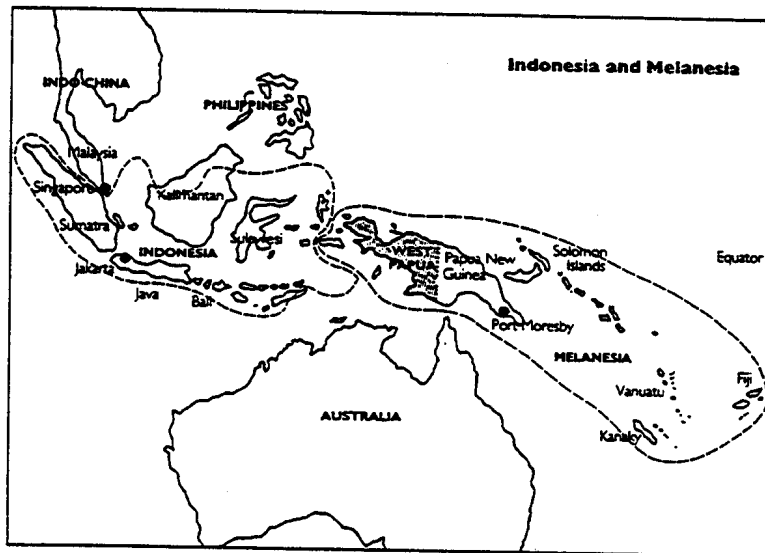 Indonesia and Melanesia
INDO CHINA
PHILIPPINES
Malaysia
Singapore
Kalimantan
Sumatra
Sulawesi
INDONESIA
WEST
PAPUA
Papua New
Guinea
Solomon
Islands
Equator
Jakarta
Java
Bali
Port Moresby
MELANESIA
Vanuatu
Fiji
AUSTRALIA
Kanaky